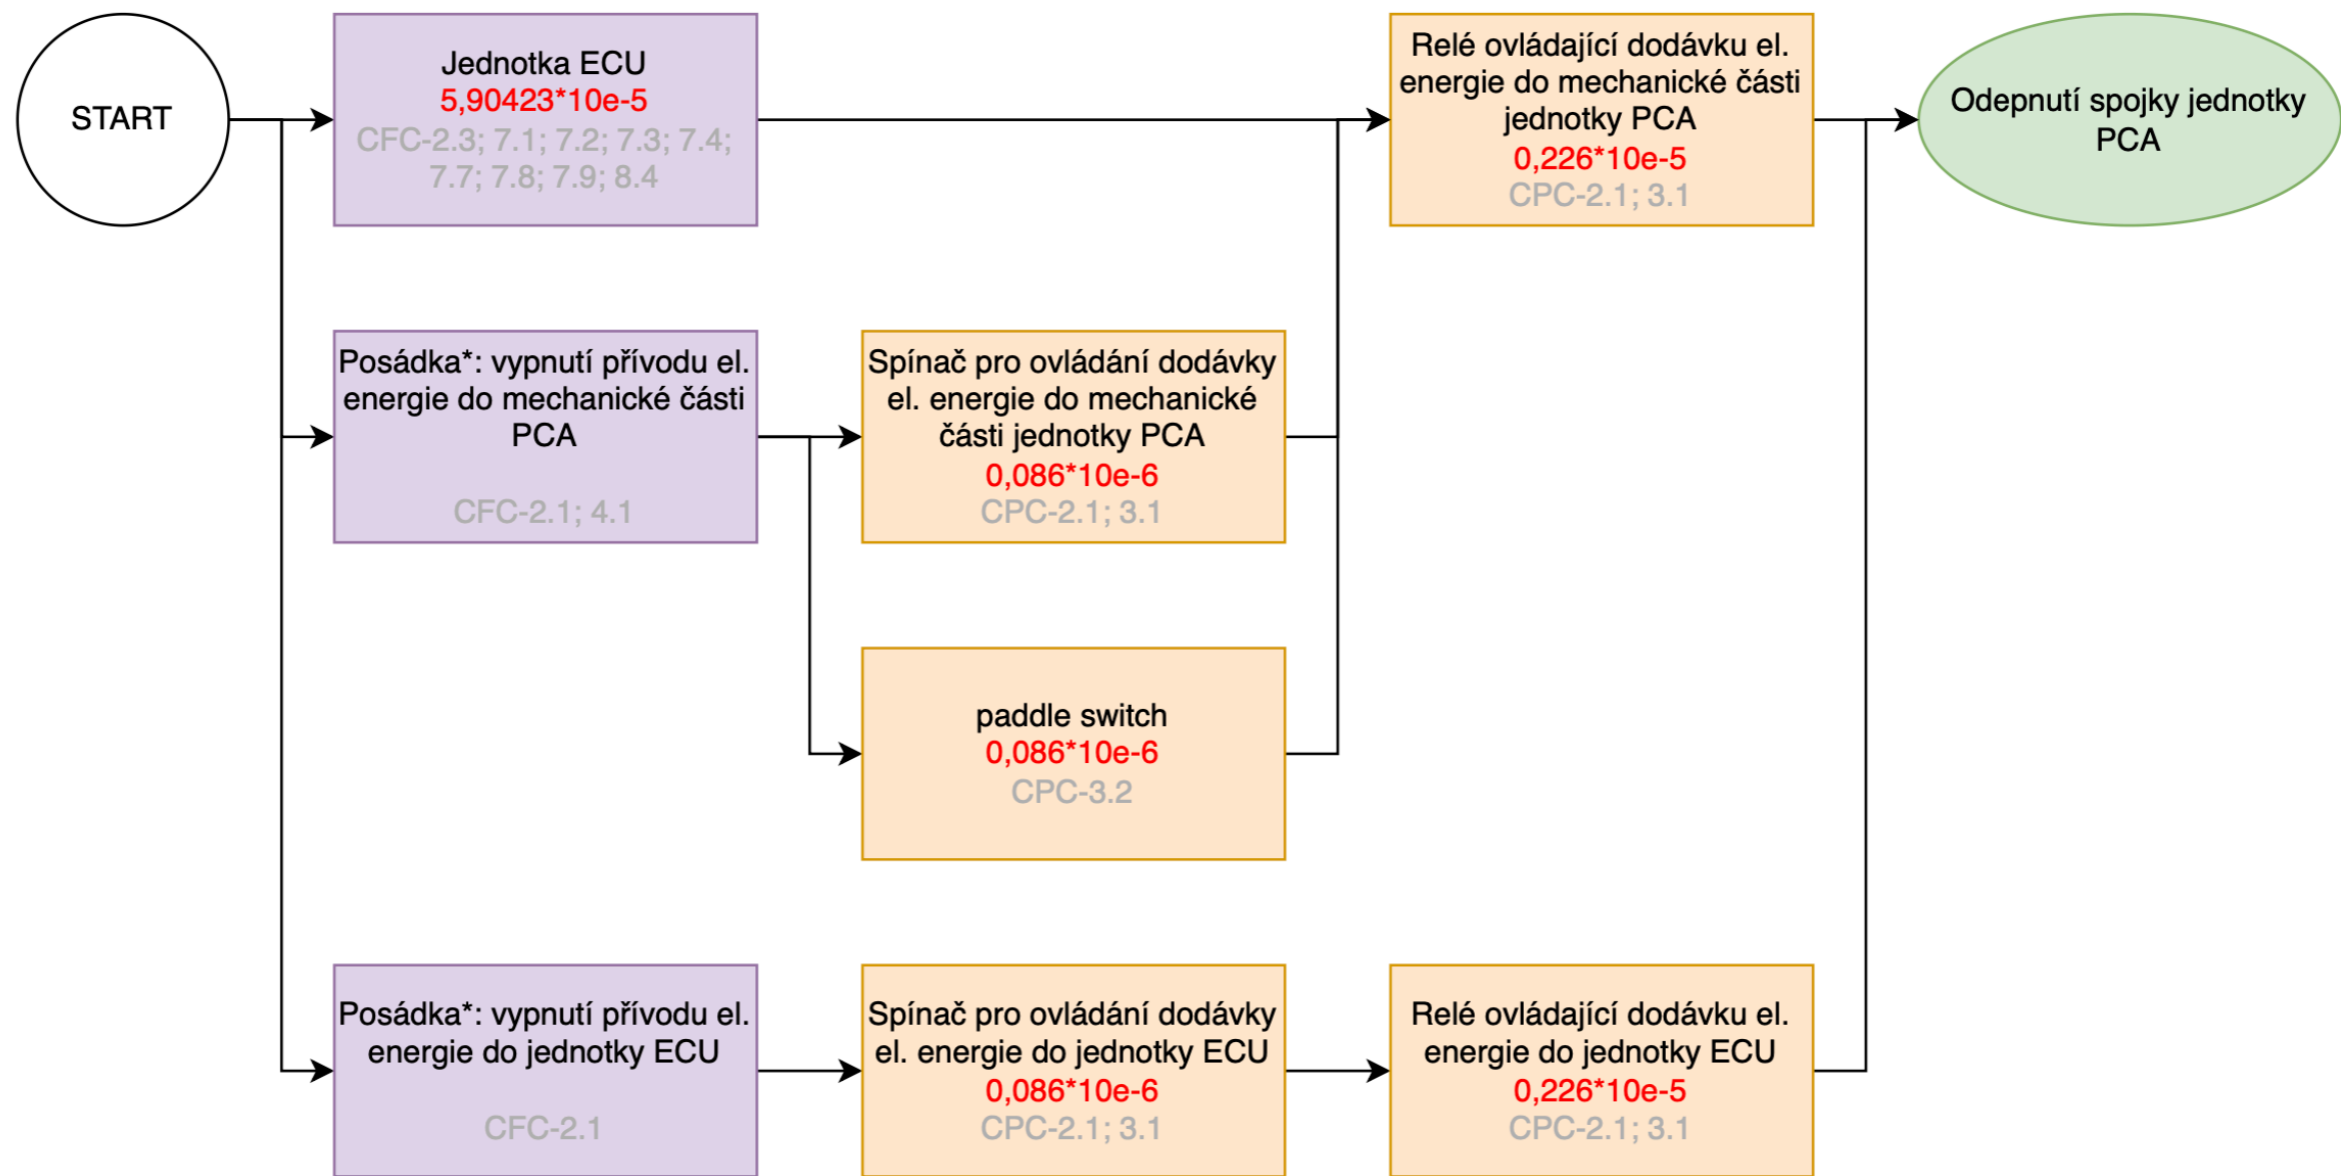 START
Jednotka ECU
5,90423*10e-5
CFC-2.3; 7.1; 7.2; 7.3; 7.4;
7.7; 7.8; 7.9; 8.4
Relé ovládající dodávku el.
energie do mechanické části
jednotky PCA
0,226*10e-5
CPC-2.1; 3.1
Odepnutí spojky jednotky
PCA
Posádka*: vypnutí přívodu el.
energie do mechanické části
PCA
CFC-2.1; 4.1
Spínač pro ovládání dodávky
el. energie do mechanické
části jednotky PCA
0,086*10e-6
CPC-2.1; 3.1
paddle switch
0,086*10e-6
CPC-3.2
Posádka*: vypnutí přívodu el.
energie do jednotky ECU
CFC-2.1
Spínač pro ovládání dodávky
el. energie do jednotky ECU
0,086*10e-6
CPC-2.1; 3.1
Relé ovládající dodávku el.
energie do jednotky ECU
0,226*10e-5
CPC-2.1; 3.1